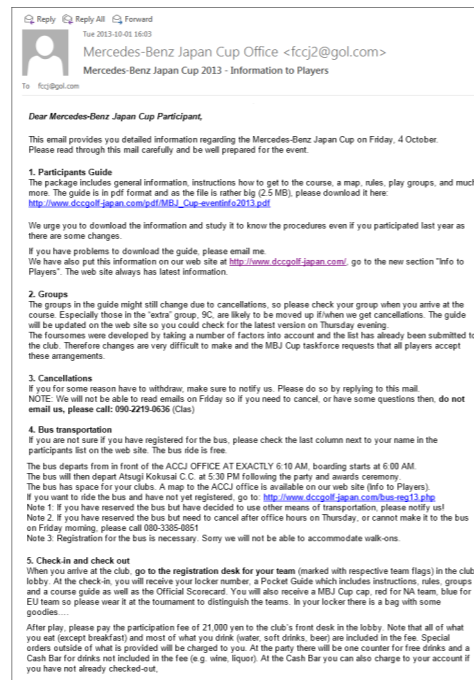 Reply Reply All Forward
Tue 2013-10-01 16:03
Mercedes-Benz Japan Cup Office <fccj2@gol.com>
Mercedes-Benz Japan Cup 2013 - Information to Players
To fccj@gol.com
Dear Mercedes-Benz Japan Cup Participant,
This email provides you detailed information regarding the Mercedes-Benz Japan Cup on Friday, 4 October.
Please read through this mail carefully and be well prepared for the event.
1. Participants Guide
The package includes general information, instructions how to get to the course, a map, rules, play groups, and much
more. The guide is in pdf format and as the file is rather big (2.5 MB), please download it here:
http://www.dccgolf-japan.com/pdf/MBJ_Cup-eventinfo2013.pdf
We urge you to download the information and study it to know the procedures even if you participated last year as
there are some changes.
If you have problems to download the guide, please email me.
We have also put this information on our web site at http://www.dccgolf-japan.com/, go to the new section "Info to
Players". The web site always has latest information.
2. Groups
The groups in the guide might still change due to cancellations, so please check your group when you arrive at the
course. Especially those in the "extra" group, 9C, are likely to be moved up if/when we get cancellations. The guide
will be updated on the web site so you could check for the latest version on Thursday evening.
The foursomes were developed by taking a number of factors into account and the list has already been submitted to
the club. Therefore changes are very difficult to make and the MBJ Cup taskforce requests that all players accept
these arrangements.
3. Cancellations
If you for some reason have to withdraw, make sure to notify us. Please do so by replying to this mail.
NOTE: We will not be able to read emails on Friday so if you need to cancel, or have some questions then, do not
email us, please call: 090-2219-0636 (Clas)
4. Bus transportation
If you are not sure if you have registered for the bus, please check the last column next to your name in the
participants list on the web site. The bus ride is free.
The bus departs from in front of the ACCJ OFFICE AT EXACTLY 6:10 AM, boarding starts at 6:00 AM.
The bus will then depart Atsugi Kokusai C.C. at 5:30 PM following the party and awards ceremony.
The bus has space for your clubs. A map to the ACCJ office is available on our web site (Info to Players).
If you want to ride the bus and have not yet registered, go to: http://www.dccgolf-japan.com/bus-reg13.php
Note 1: If you have reserved the bus but have decided to use other means of transportation, please notify us!
Note 2. If you have reserved the bus but need to cancel after office hours on Thursday, or cannot make it to the bus
on Friday morning, please call 080-3385-0851
Note 3: Registration for the bus is necessary. Sorry we will not be able to accommodate walk-ons.
5. Check-in and check out
When you arrive at the club, go to the registration desk for your team (marked with respective team flags) in the club
lobby. At the check-in, you will receive your locker number, a Pocket Guide which includes instructions, rules, groups
and a course guide as well as the Official Scorecard. You will also receive a MBJ Cup cap, red for NA team, blue for
EU team so please wear it at the tournament to distinguish the teams. In your locker there is a bag with some
goodies....
After play, please pay the participation fee of 21,000 yen to the club's front desk in the lobby. Note that all of what
you eat (except breakfast) and most of what you drink (water, soft drinks, beer) are included in the fee. Special
orders outside of what is provided will be charged to you. At the party there will be one counter for free drinks and a
Cash Bar for drinks not included in the fee (e.g. wine, liquor). At the Cash Bar you can also charge to your account if
you have not already checked-out,